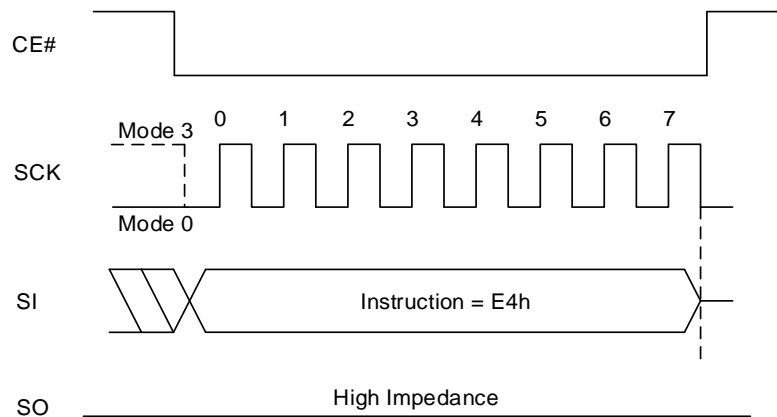 CE#
Mode 3 0 1 2 3 4 5 6 7
SCK
Mode 0
SI Instruction = E4h
High Impedance
SO